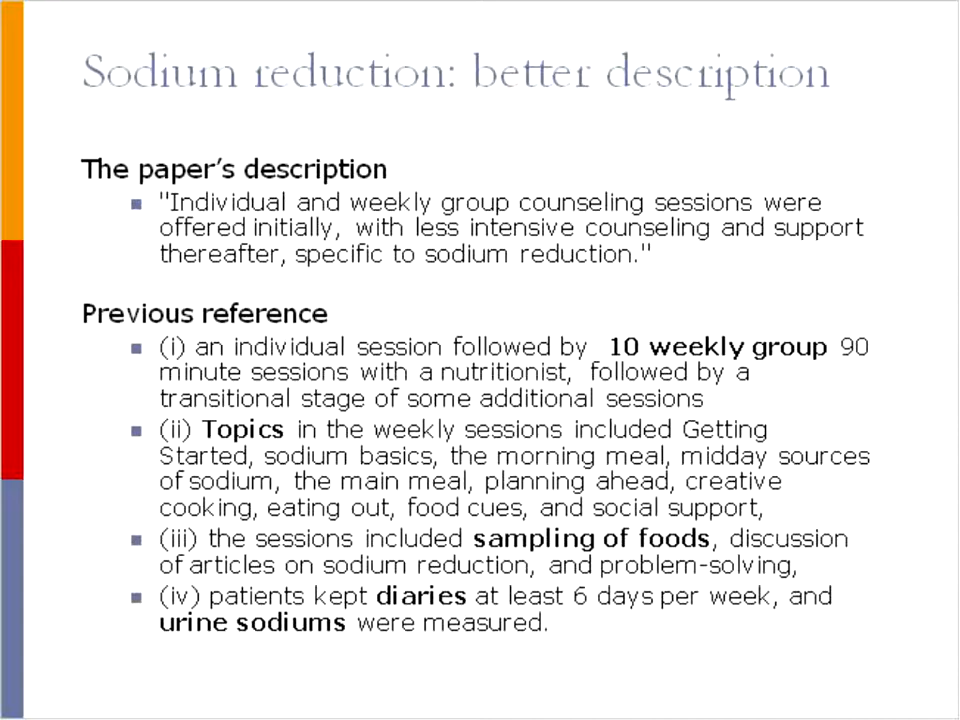 Sodium reduction: better description
The paper's description
"Individual and weekly group counseling sessions were
offered initially, with less intensive counseling and support
thereafter, specific to sodium reduction."
Previous reference
(i) an individual session followed by 10 weekly group 90
minute sessions with a nutritionist, followed by a
transitional stage of some additional sessions
(ii) Topics in the weekly sessions included Getting
Started, sodium basics, the morning meal, midday sources
of sodium, the main meal, planning ahead, creative
cooking, eating out, food cues, and social support,
(iii) the sessions included sampling of foods, discussion
of articles on sodium reduction, and problem-solving,
(iv) patients kept diaries at least 6 days per week, and
urine sodiums were measured.